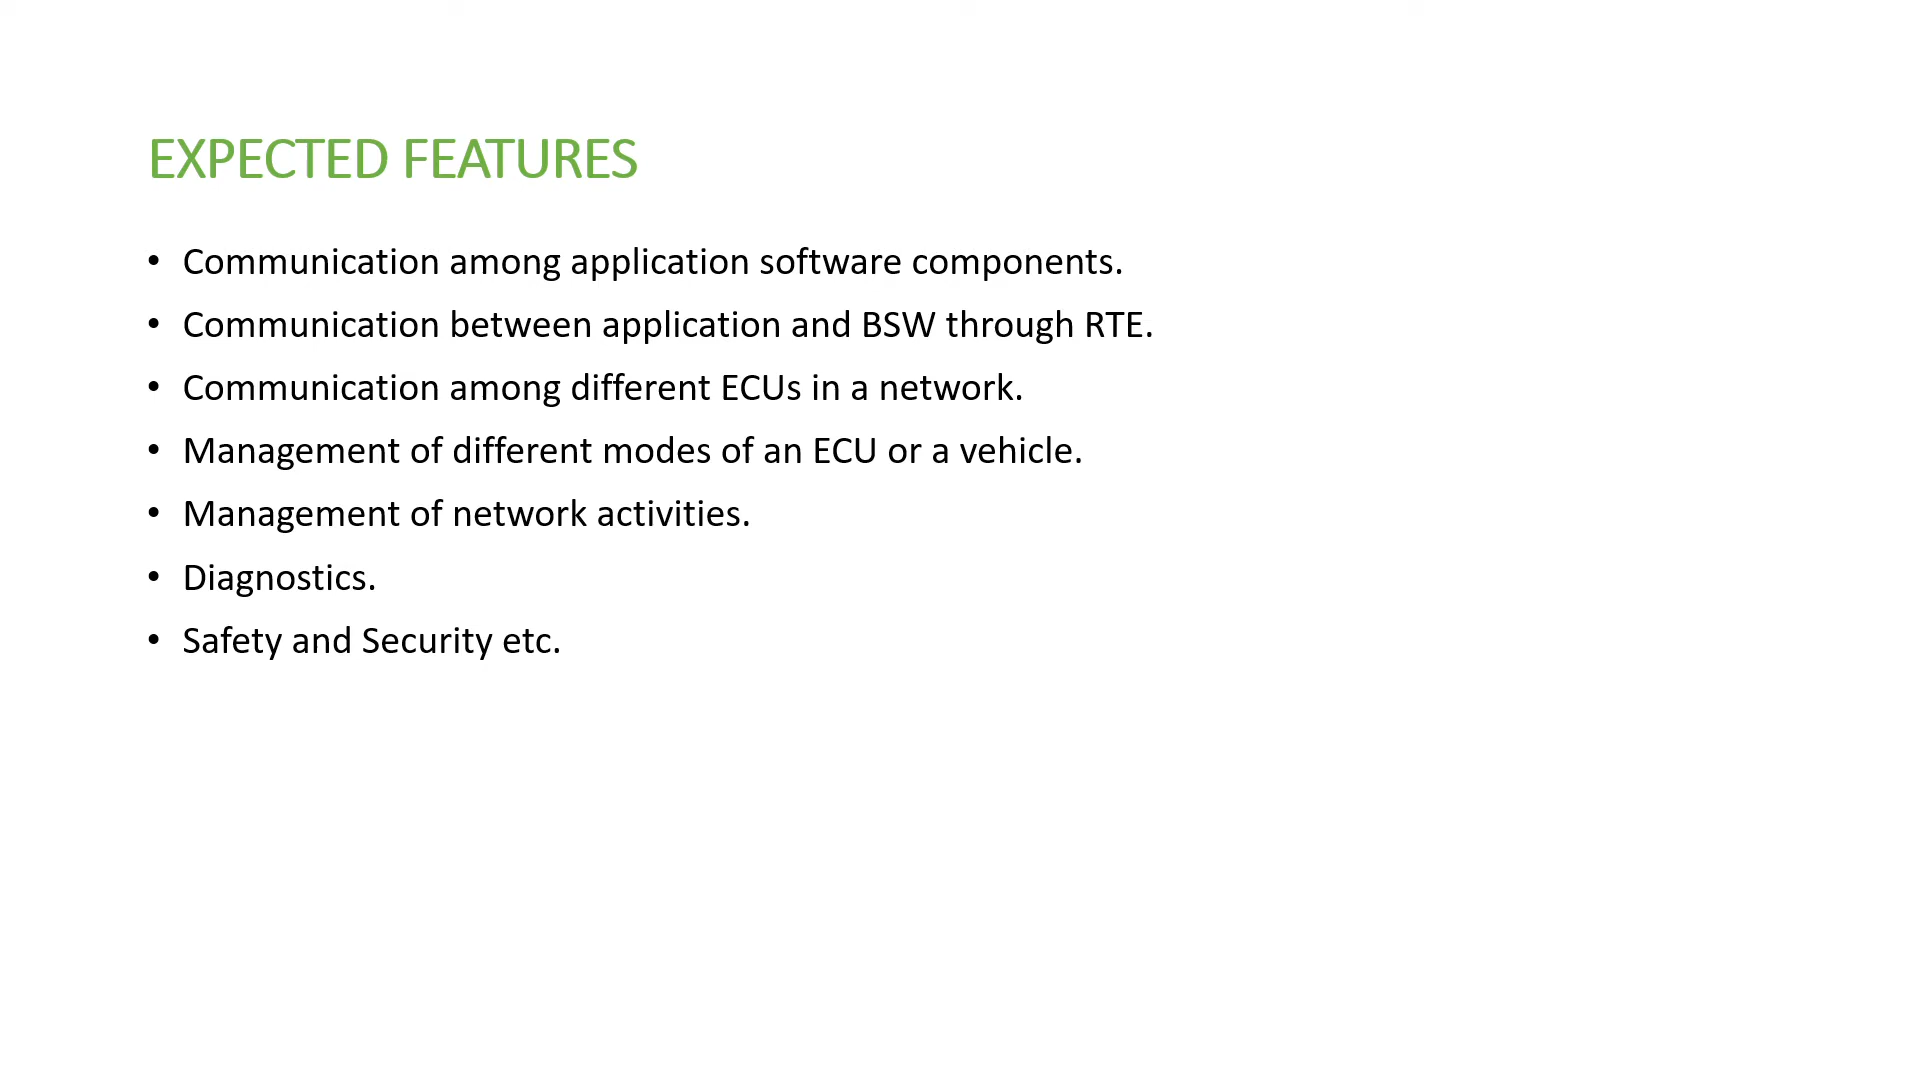 EXPECTED FEATURES
• Communication among application software components.
• Communication between application and BSW through RTE.
• Communication among different ECUs in a network.
• Management of different modes of an ECU or a vehicle.
• Management of network activities.
• Diagnostics.
• Safety and Security etc.